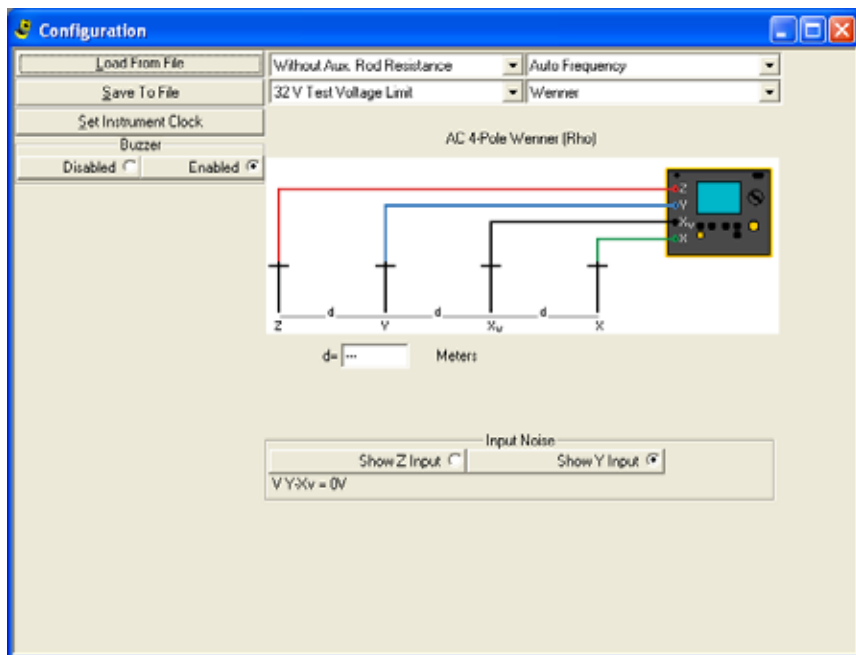 Configuration
Load From File
Without Aux. Rod Resistance
Auto Frequency
Save To File
32 V Test Voltage Limit
Wenner
Set Instrument Clock
Buzzer
Disabled
Enabled
AC 4-Pole Wenner (Rho)
Z
Y
Xv
X
d
d
d
Z
Y
Xv
X
d= ---
Meters
Input Noise
Show Z Input
Show Y Input
V Y-Xv = 0V